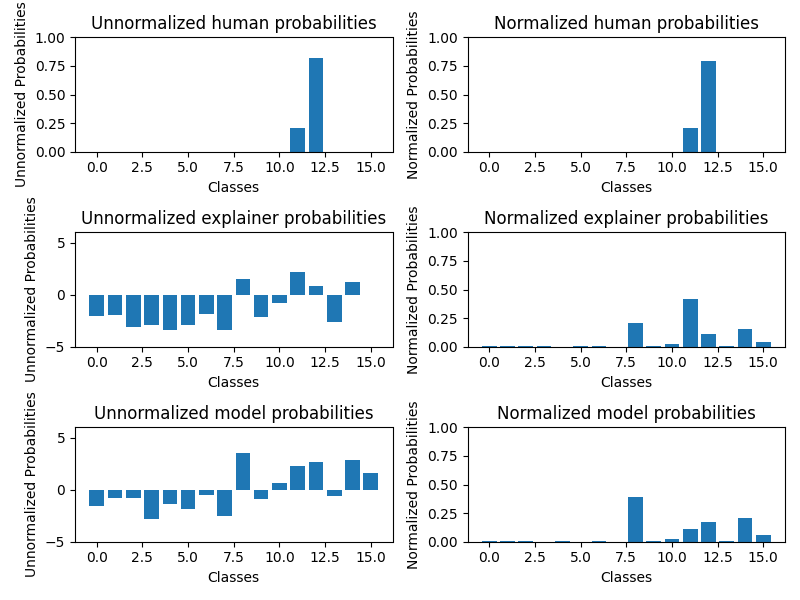 Unnormalized human probabilities
Unnormalized Probabilities
1.00
0.75
0.50
0.25
0.00
0.0 2.5 5.0 7.5 10.0 12.5 15.0
Classes
Normalized human probabilities
Normalized Probabilities
1.00
0.75
0.50
0.25
0.00
0.0 2.5 5.0 7.5 10.0 12.5 15.0
Classes
Unnormalized explainer probabilities
Unnormalized Probabilities
5
0
−5
0.0 2.5 5.0 7.5 10.0 12.5 15.0
Classes
Normalized explainer probabilities
Normalized Probabilities
1.00
0.75
0.50
0.25
0.00
0.0 2.5 5.0 7.5 10.0 12.5 15.0
Classes
Unnormalized model probabilities
Unnormalized Probabilities
5
0
−5
0.0 2.5 5.0 7.5 10.0 12.5 15.0
Classes
Normalized model probabilities
Normalized Probabilities
1.00
0.75
0.50
0.25
0.00
0.0 2.5 5.0 7.5 10.0 12.5 15.0
Classes